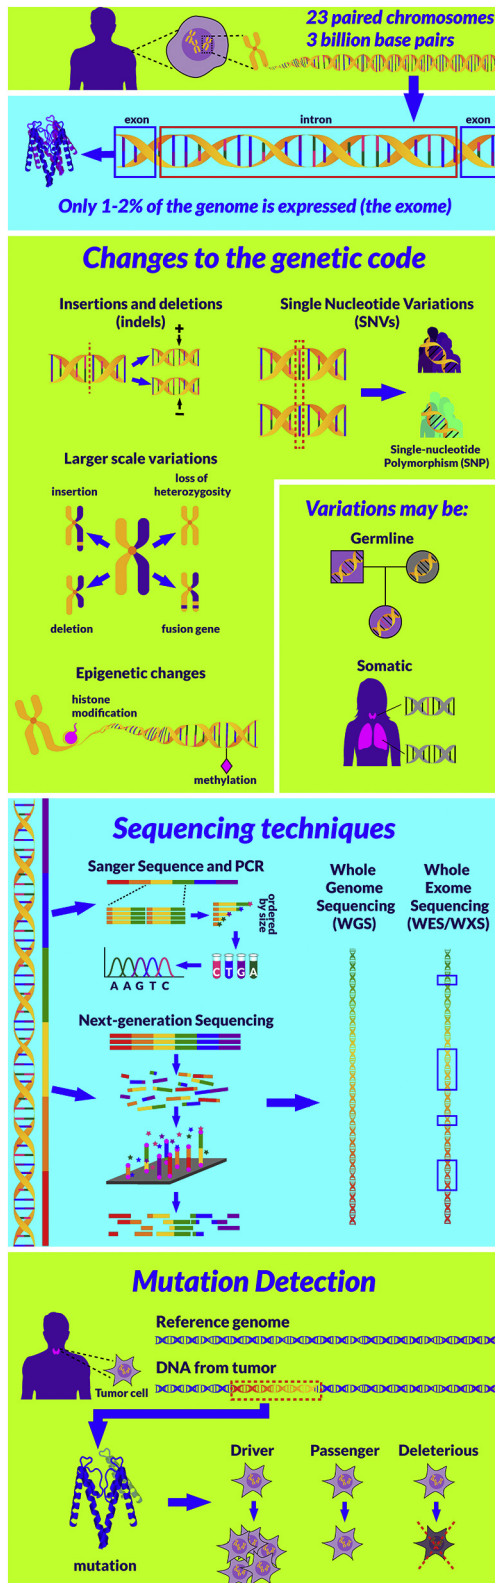 23 paired chromosomes
3 billion base pairs
exon
intron
exon
Only 1-2% of the genome is expressed (the exome)
Changes to the genetic code
Insertions and deletions
(indels)
+
−
Single Nucleotide Variations
(SNVs)
Single-nucleotide
Polymorphism (SNP)
Larger scale variations
insertion
loss of
heterozygosity
deletion
fusion gene
Epigenetic changes
histone
modification
methylation
Variations may be:
Germline
Somatic
Sequencing techniques
Sanger Sequence and PCR
ordered
by size
C T G A
A A G T C
Next-generation Sequencing
Whole
Genome
Sequencing
(WGS)
Whole
Exome
Sequencing
(WES/WXS)
Mutation Detection
Reference genome
DNA from tumor
Tumor cell
mutation
Driver
Passenger
Deleterious